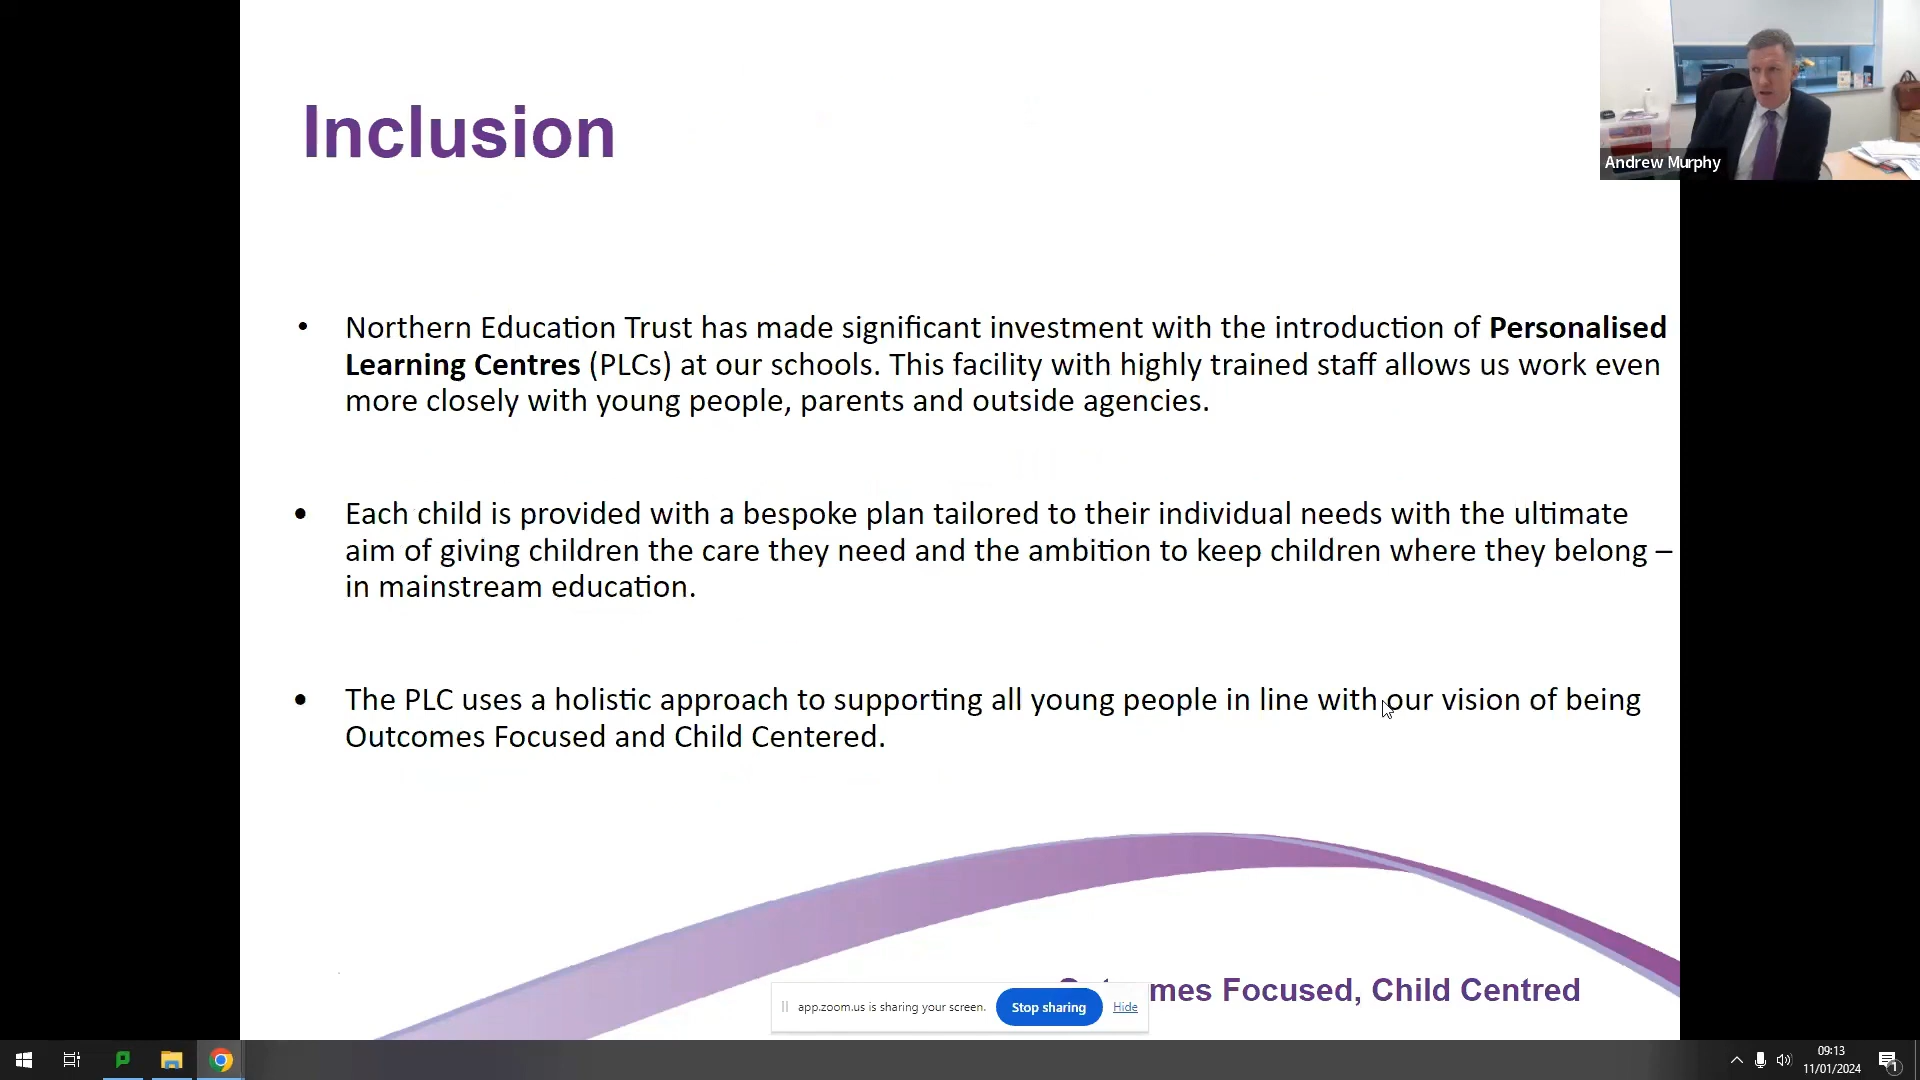 Inclusion
Andrew Murphy
• Northern Education Trust has made significant investment with the introduction of Personalised
Learning Centres (PLCs) at our schools. This facility with highly trained staff allows us work even
more closely with young people, parents and outside agencies.
• Each child is provided with a bespoke plan tailored to their individual needs with the ultimate
aim of giving children the care they need and the ambition to keep children where they belong –
in mainstream education.
• The PLC uses a holistic approach to supporting all young people in line with our vision of being
Outcomes Focused and Child Centered.
Focused, Child Centred
app.zoom.us is sharing your screen. Stop sharing Hide
09:13
11/01/2024
1